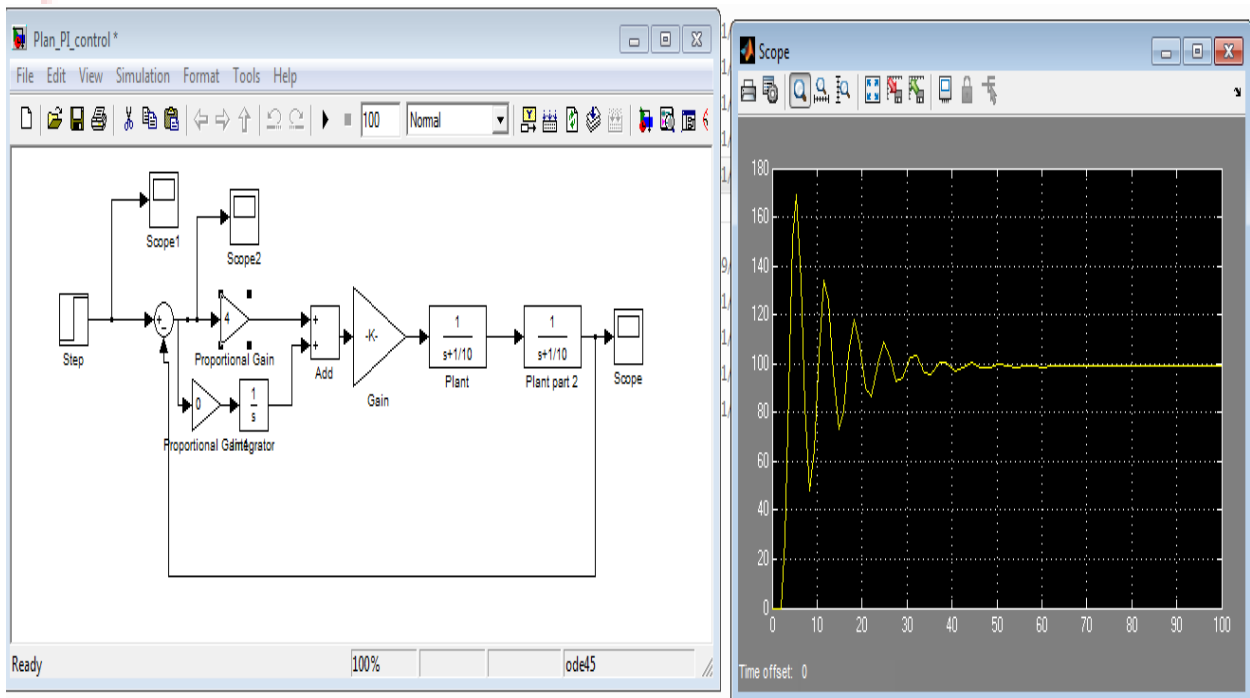 Plan_PI_control *
File Edit View Simulation Format Tools Help
100 Normal
Scope1
Scope2
Step
+
-
4
Proportional Gain
0
1
s
+
+
Add
-K-
Gain
1
s+1/10
Plant
1
s+1/10
Plant part 2
Scope
Ready 100% ode45
Scope
180
160
140
120
100
80
60
40
20
0
0 10 20 30 40 50 60 70 80 90 100
Time offset: 0